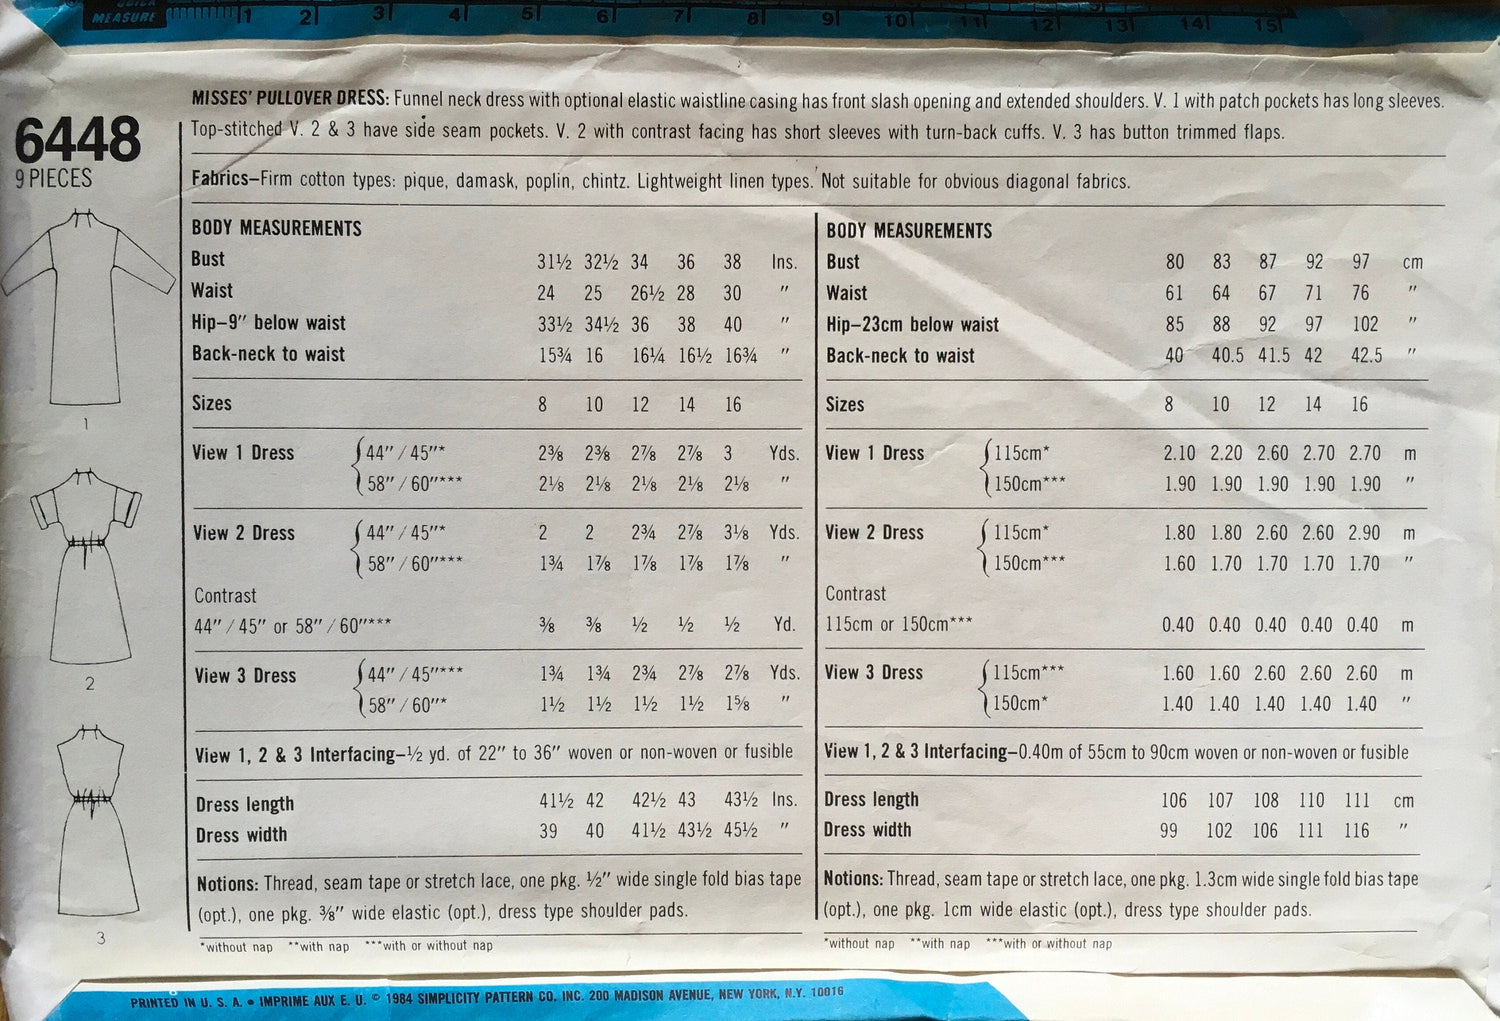 QUICK
MEASURE 1 2 3 4 5 6 7 8 9 10 11 12 13 14 15
6448
9 PIECES
MISSES' PULLOVER DRESS: Funnel neck dress with optional elastic waistline casing has front slash opening and extended shoulders. V. 1 with patch pockets has long sleeves.
Top-stitched V. 2 & 3 have side seam pockets. V. 2 with contrast facing has short sleeves with turn-back cuffs. V. 3 has button trimmed flaps.
Fabrics—Firm cotton types: pique, damask, poplin, chintz. Lightweight linen types. Not suitable for obvious diagonal fabrics.
BODY MEASUREMENTS
Bust 31½ 32½ 34 36 38 Ins.
Waist 24 25 26½ 28 30 "
Hip—9" below waist 33½ 34½ 36 38 40 "
Back-neck to waist 15¾ 16 16¼ 16½ 16¾ "
Sizes 8 10 12 14 16
View 1 Dress 44" / 45"* 2⅜ 2⅜ 2⅞ 2⅞ 3 Yds.
58" / 60"*** 2⅛ 2⅛ 2⅛ 2⅛ 2⅛ "
View 2 Dress 44" / 45"* 2 2 2¾ 2⅞ 3⅛ Yds.
58" / 60"*** 1¾ 1⅞ 1⅞ 1⅞ 1⅞ "
Contrast
44" / 45" or 58" / 60"*** ⅜ ⅜ ½ ½ ½ Yd.
View 3 Dress 44" / 45"*** 1¾ 1¾ 2¾ 2⅞ 2⅞ Yds.
58" / 60"* 1½ 1½ 1½ 1½ 1⅝ "
View 1, 2 & 3 Interfacing—½ yd. of 22" to 36" woven or non-woven or fusible
Dress length 41½ 42 42½ 43 43½ Ins.
Dress width 39 40 41½ 43½ 45½ "
Notions: Thread, seam tape or stretch lace, one pkg. ½" wide single fold bias tape
(opt.), one pkg. ⅜" wide elastic (opt.), dress type shoulder pads.
*without nap **with nap ***with or without nap
BODY MEASUREMENTS
Bust 80 83 87 92 97 cm
Waist 61 64 67 71 76 "
Hip—23cm below waist 85 88 92 97 102 "
Back-neck to waist 40 40.5 41.5 42 42.5 "
Sizes 8 10 12 14 16
View 1 Dress 115cm* 2.10 2.20 2.60 2.70 2.70 m
150cm*** 1.90 1.90 1.90 1.90 1.90 "
View 2 Dress 115cm* 1.80 1.80 2.60 2.60 2.90 m
150cm*** 1.60 1.70 1.70 1.70 1.70 "
Contrast
115cm or 150cm*** 0.40 0.40 0.40 0.40 0.40 m
View 3 Dress 115cm*** 1.60 1.60 2.60 2.60 2.60 m
150cm* 1.40 1.40 1.40 1.40 1.40 "
View 1, 2 & 3 Interfacing—0.40m of 55cm to 90cm woven or non-woven or fusible
Dress length 106 107 108 110 111 cm
Dress width 99 102 106 111 116 "
Notions: Thread, seam tape or stretch lace, one pkg. 1.3cm wide single fold bias tape
(opt.), one pkg. 1cm wide elastic (opt.), dress type shoulder pads.
*without nap **with nap ***with or without nap
1
2
3
PRINTED IN U. S. A. • IMPRIME AUX E. U. © 1984 SIMPLICITY PATTERN CO. INC. 200 MADISON AVENUE, NEW YORK, N.Y. 10016